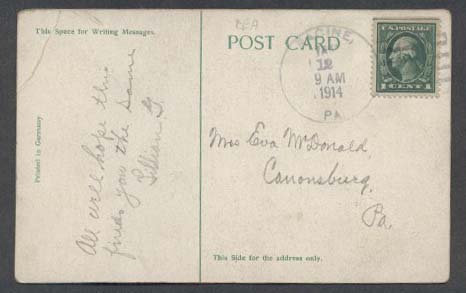 This Space for Writing Messages.
POST CARD
12
9 AM
1914
PA
U.S. POSTAGE
1 CENT 1
Printed in Germany
All well hope this
finds you the same
Lillian G.
Mrs Eva McDonald,
Canonsburg,
Pa.
This Side for the address only.